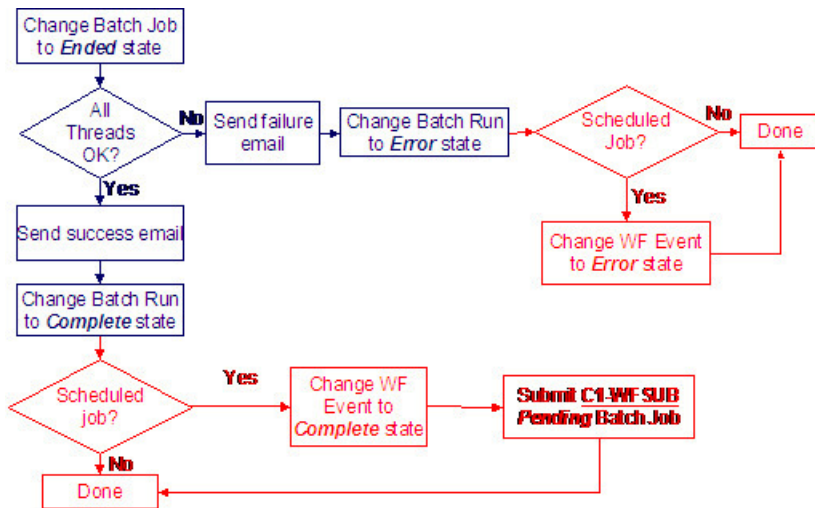 Change Batch Job
to Ended state
All
Threads
OK?
No
Send failure
email
Change Batch Run
to Error state
Scheduled
Job?
No
Done
Yes
Change WF Event
to Error state
Yes
Send success email
Change Batch Run
to Complete state
Scheduled
job?
Yes
Change WF
Event to
Complete state
Submit C1-WFSUB
Pending Batch Job
No
Done